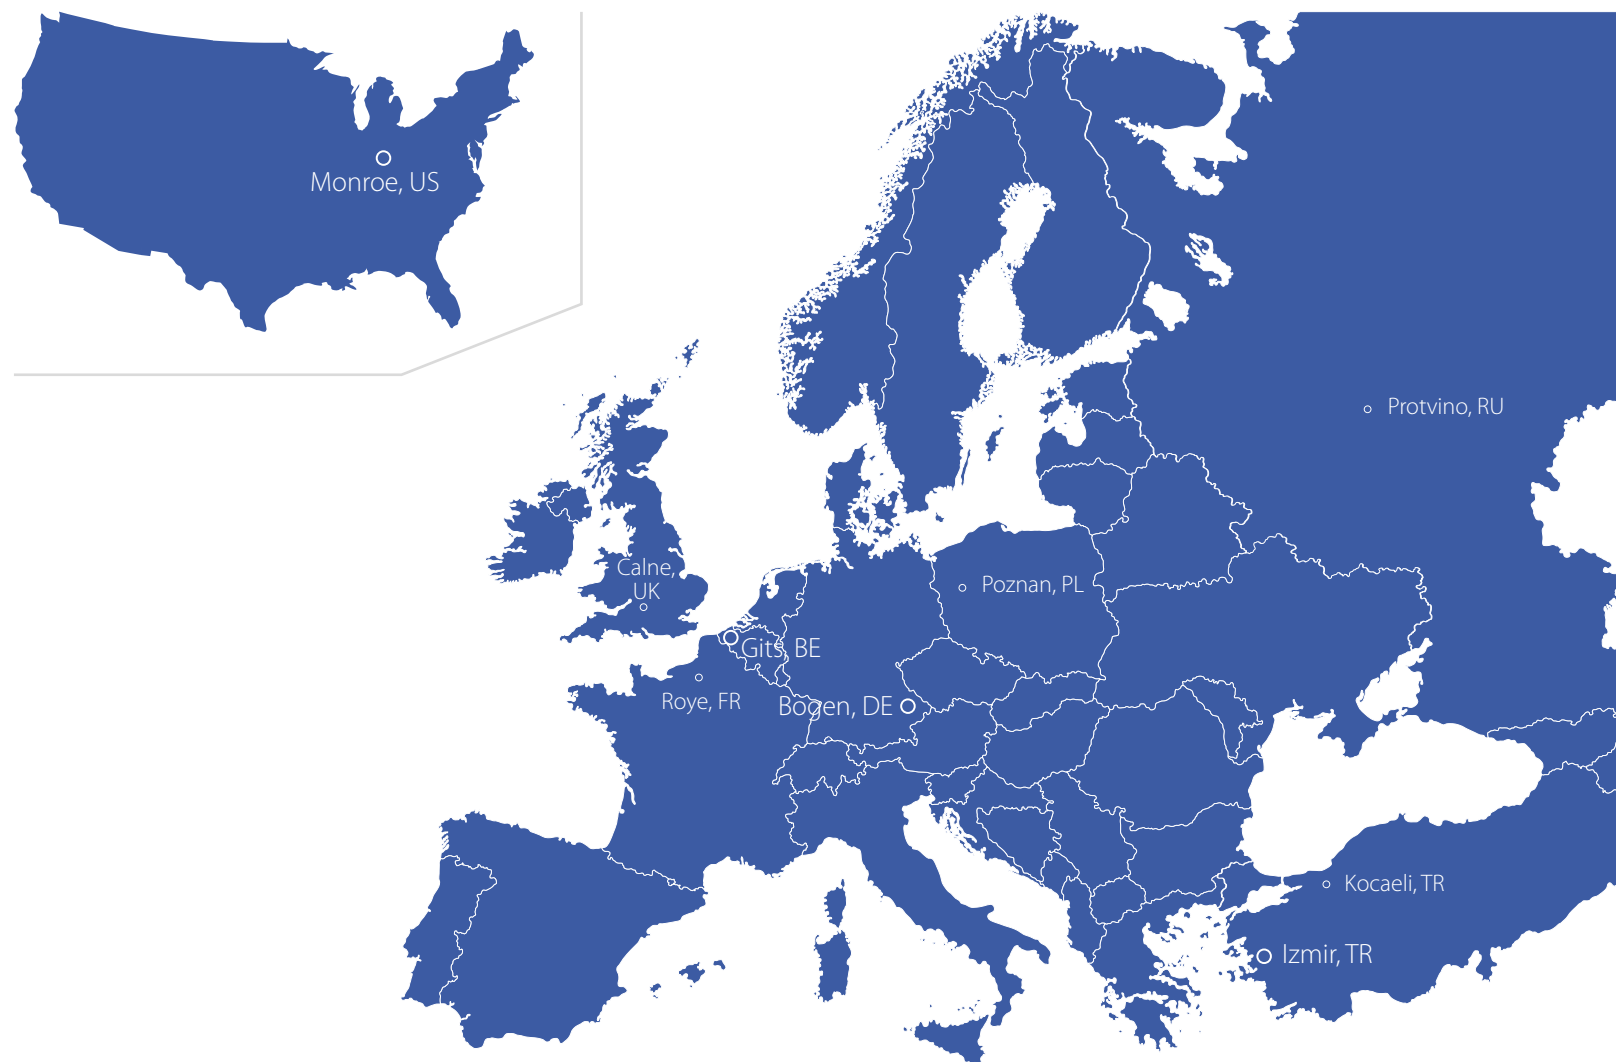 Monroe, US
Protvino, RU
Calne,
UK
Poznan, PL
Gits, BE
Roye, FR
Bogen, DE
Kocaeli, TR
Izmir, TR